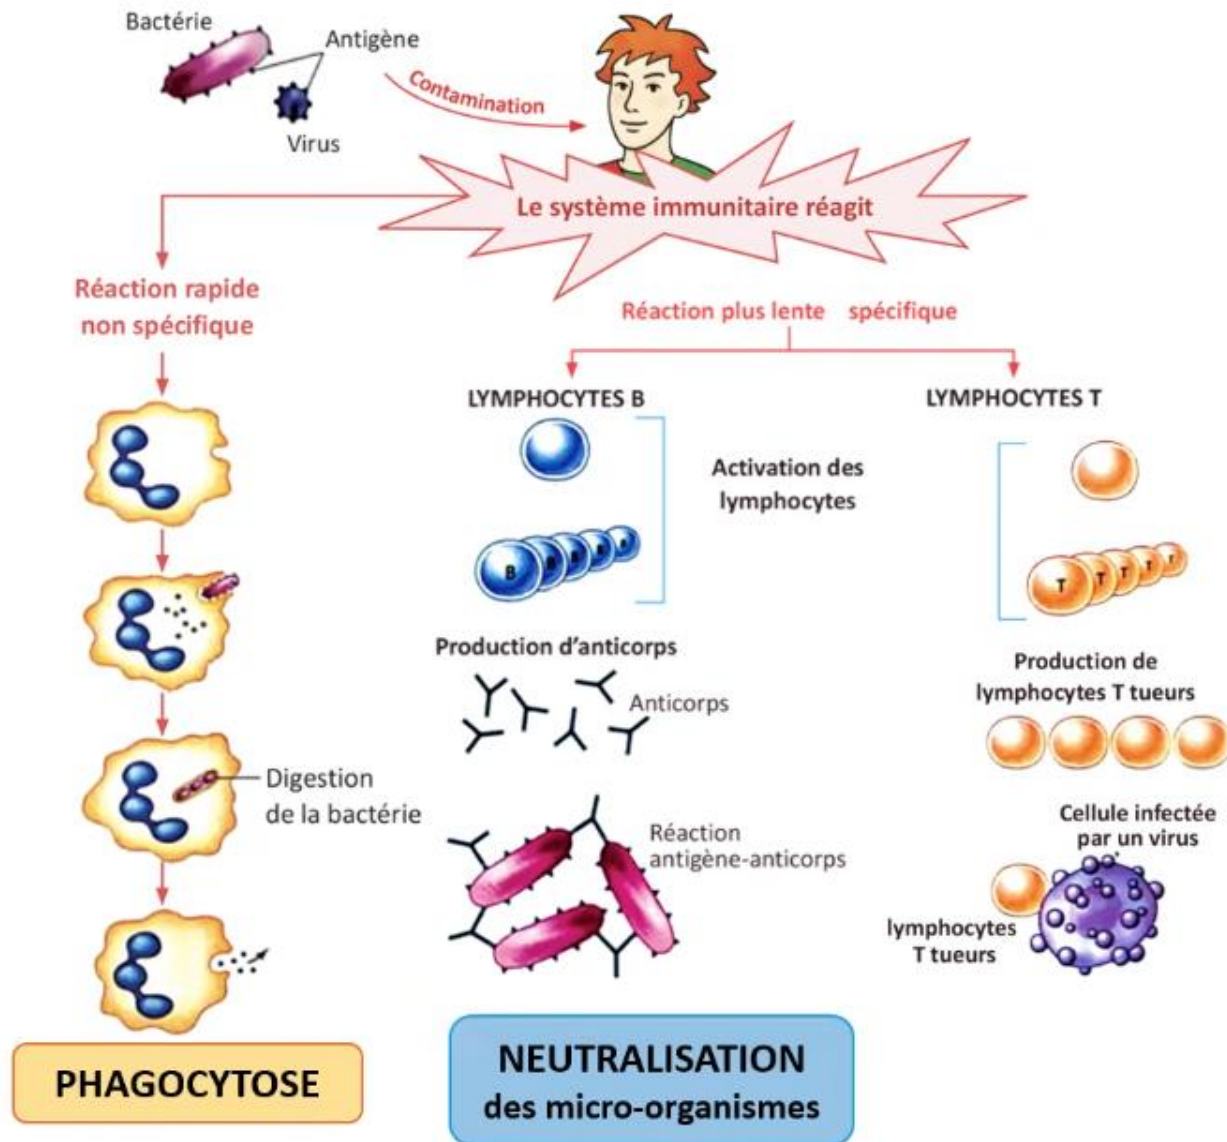 Bactérie
Antigène
Virus
Contamination
Le système immunitaire réagit
Réaction rapide
non spécifique
Réaction plus lente spécifique
LYMPHOCYTES B
LYMPHOCYTES T
Activation des
lymphocytes
B B B B B
T T T T T
Production d'anticorps
Anticorps
Production de
lymphocytes T tueurs
Digestion
de la bactérie
Réaction
antigène-anticorps
Cellule infectée
par un virus
lymphocytes
T tueurs
PHAGOCYTOSE
NEUTRALISATION
des micro-organismes